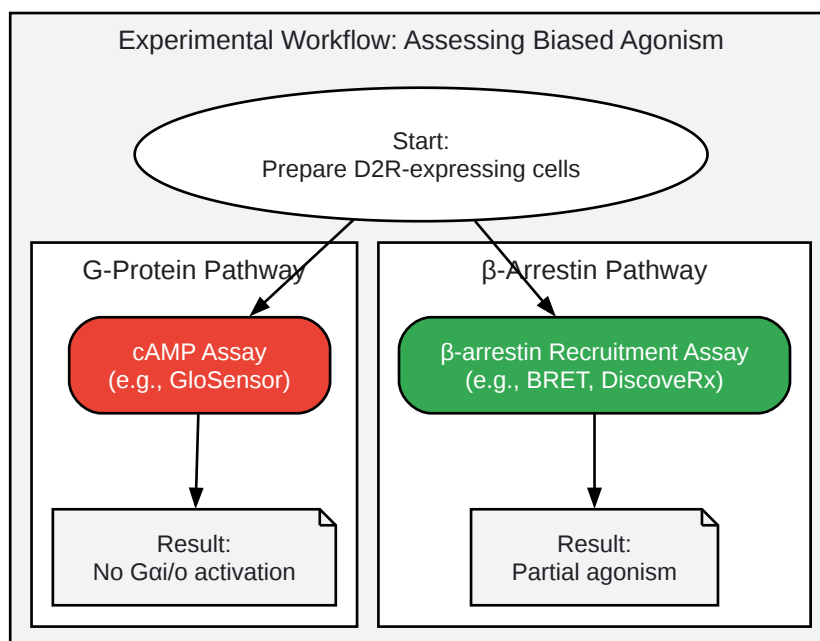 Experimental Workflow: Assessing Biased Agonism
Start:
Prepare D2R-expressing cells
G-Protein Pathway
cAMP Assay
(e.g., GloSensor)
Result:
No Gαi/o activation
β-Arrestin Pathway
β-arrestin Recruitment Assay
(e.g., BRET, DiscoveRx)
Result:
Partial agonism